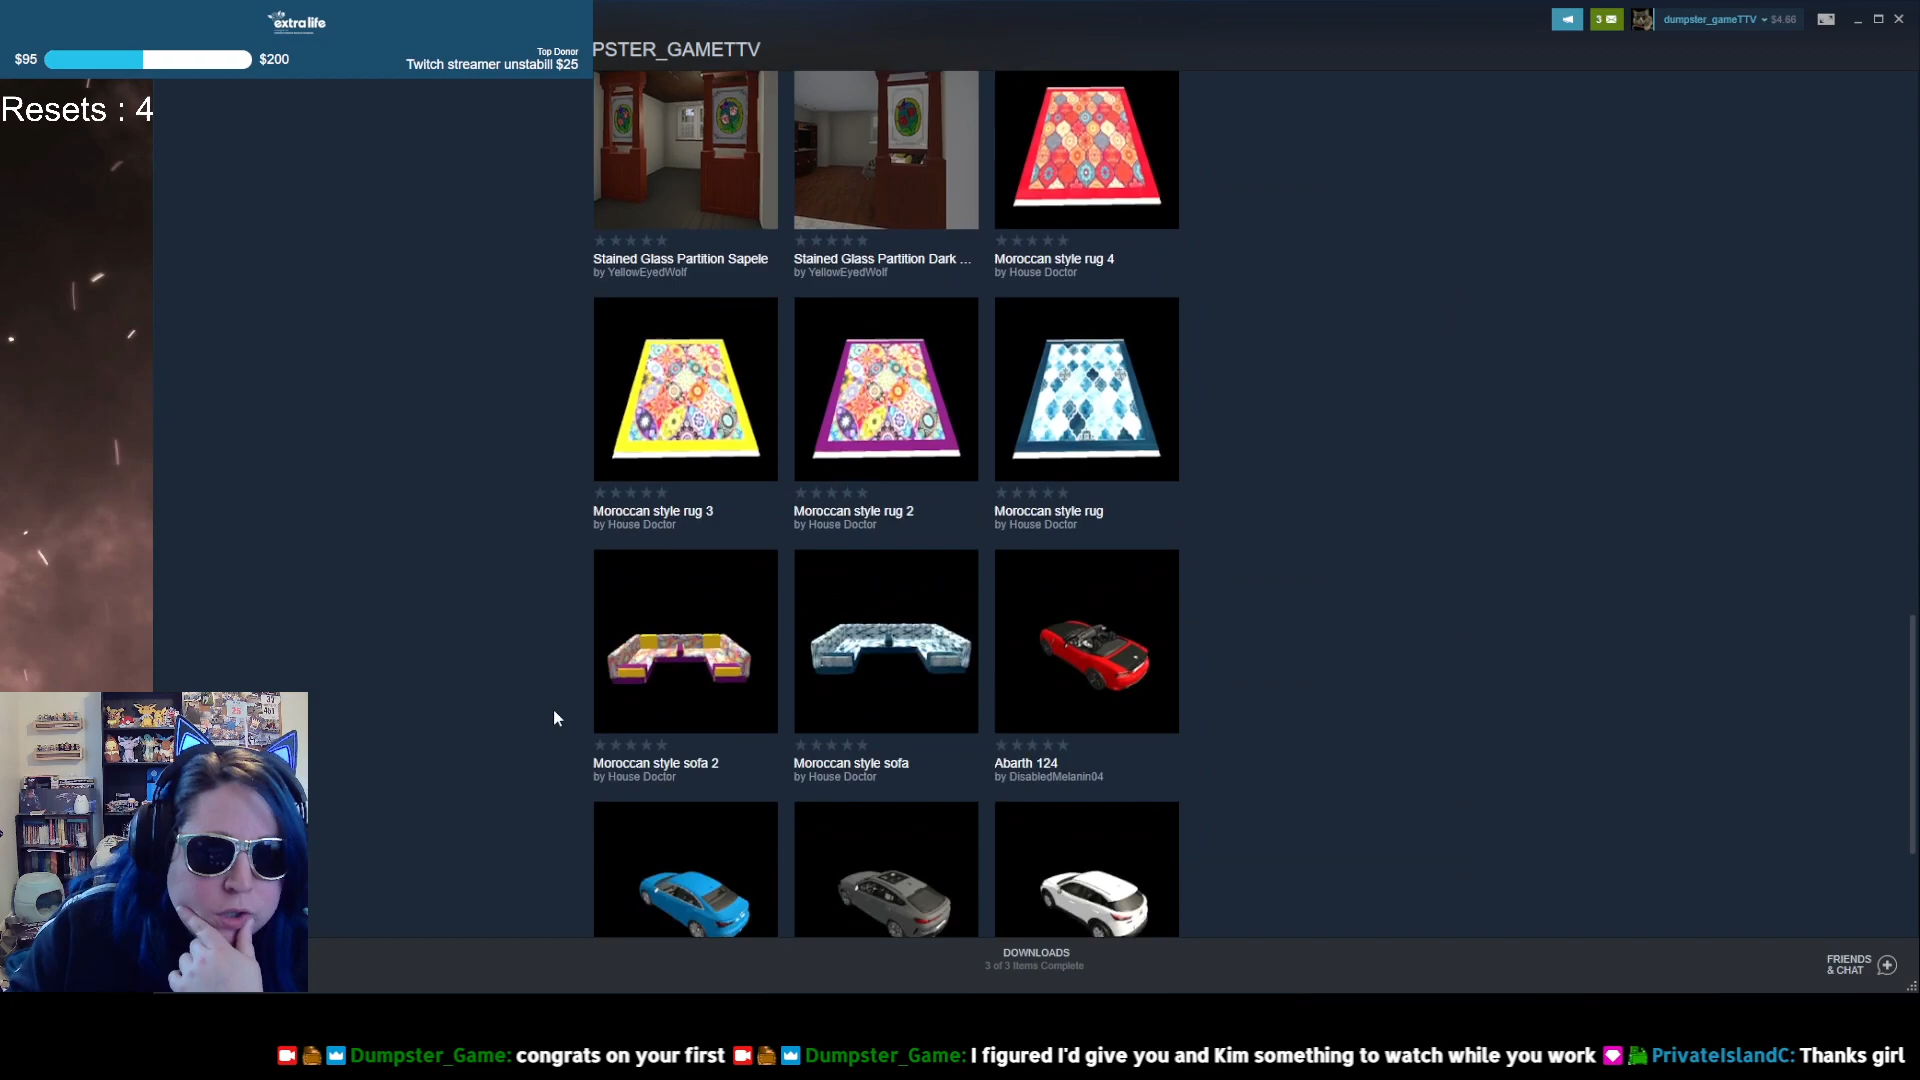 extralife
$95
$200
Top Donor
Twitch streamer unstabill $25
PSTER_GAMETTV
3
dumpster_gameTTV
$4.66
Resets : 4
Stained Glass Partition Sapele
by YellowEyedWolf
Stained Glass Partition Dark ...
by YellowEyedWolf
Moroccan style rug 4
by House Doctor
Moroccan style rug 3
by House Doctor
Moroccan style rug 2
by House Doctor
Moroccan style rug
by House Doctor
Moroccan style sofa 2
by House Doctor
Moroccan style sofa
by House Doctor
Abarth 124
by DisabledMelanin04
DOWNLOADS
3 of 3 Items Complete
FRIENDS
& CHAT
Dumpster_Game: congrats on your first Dumpster_Game: I figured I'd give you and Kim something to watch while you work PrivateIslandC: Thanks girl